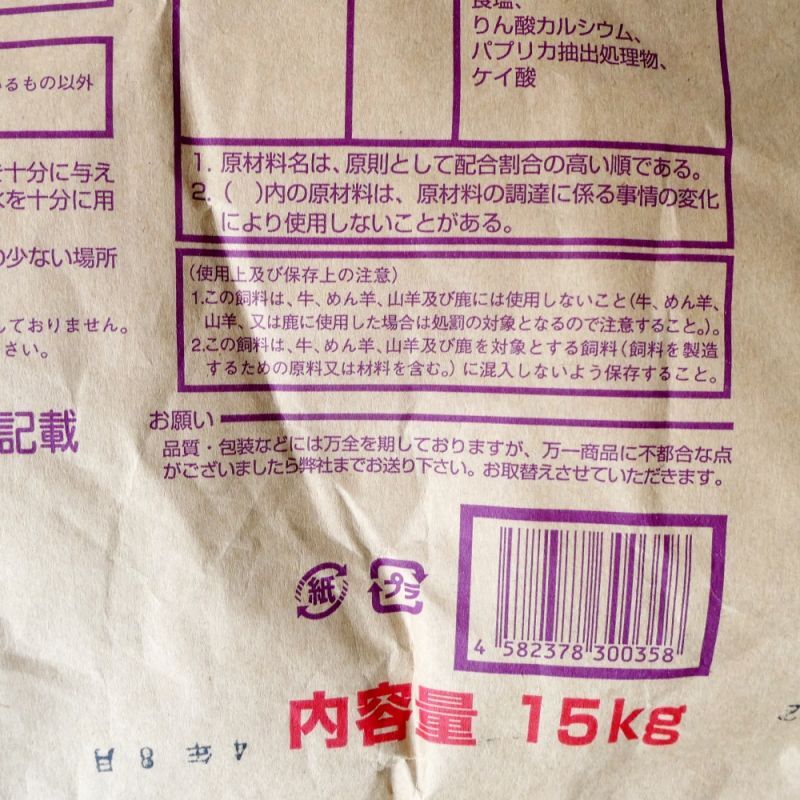 食塩、
りん酸カルシウム、
パプリカ抽出処理物、
ケイ酸
るもの以外
1. 原材料名は、原則として配合割合の高い順である。
2. (　)内の原材料は、原材料の調達に係る事情の変化
により使用しないことがある。
十分に与え
を十分に用
の少ない場所
しておりません。
さい。
(使用上及び保存上の注意)
1.この飼料は、牛、めん羊、山羊及び鹿には使用しないこと(牛、めん羊、
山羊、又は鹿に使用した場合は処罰の対象となるので注意すること。)。
2.この飼料は、牛、めん羊、山羊及び鹿を対象とする飼料(飼料を製造
するための原料又は材料を含む。)に混入しないよう保存すること。
記載
お願い
品質・包装などには万全を期しておりますが、万一商品に不都合な点
がございましたら弊社までお送り下さい。お取替えさせていただきます。
紙
プラ
4 582378 300358
内容量 15kg
4年8月